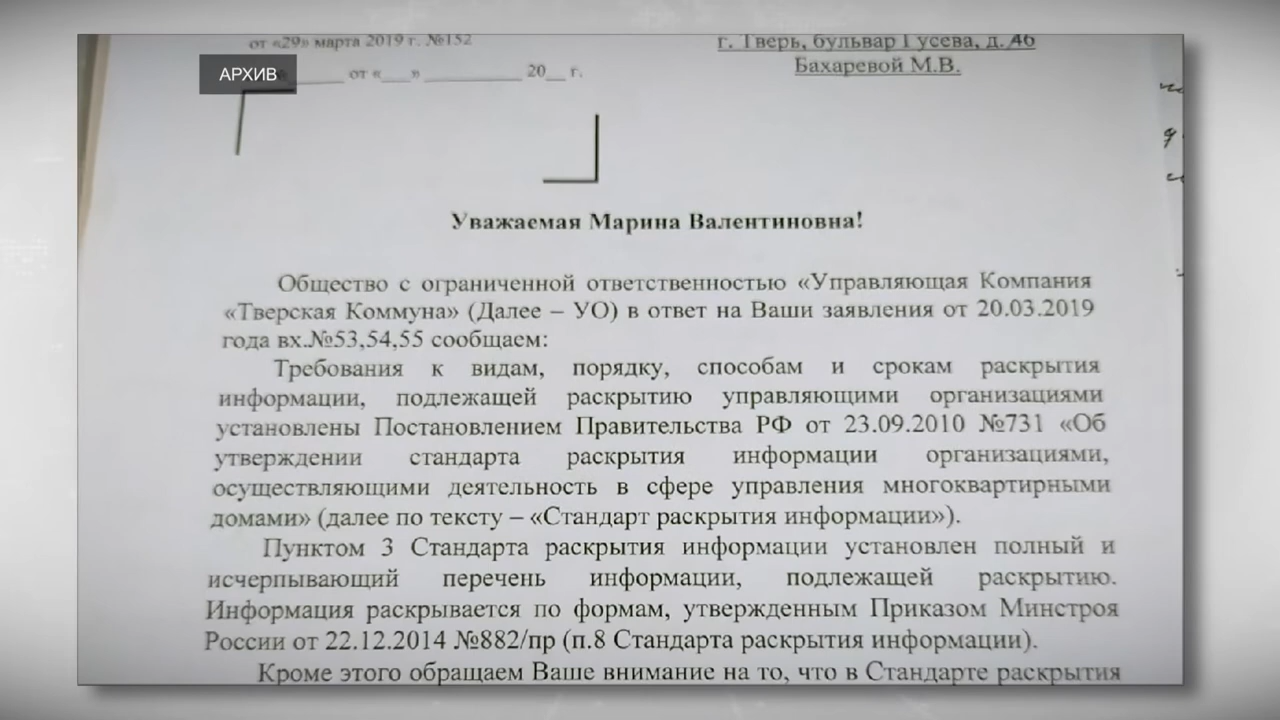 от «29» марта 2019 г. №152
г. Тверь, бульвар Гусева, д. 46
АРХИВ
от «___» __________ 20__ г.
Бахаревой М.В.
Уважаемая Марина Валентиновна!
Общество с ограниченной ответственностью «Управляющая Компания
«Тверская Коммуна» (Далее – УО) в ответ на Ваши заявления от 20.03.2019
года вх.№53,54,55 сообщаем:
Требования к видам, порядку, способам и срокам раскрытия
информации, подлежащей раскрытию управляющими организациями
установлены Постановлением Правительства РФ от 23.09.2010 №731 «Об
утверждении стандарта раскрытия информации организациями,
осуществляющими деятельность в сфере управления многоквартирными
домами» (далее по тексту – «Стандарт раскрытия информации»).
Пунктом 3 Стандарта раскрытия информации установлен полный и
исчерпывающий перечень информации, подлежащей раскрытию.
Информация раскрывается по формам, утвержденным Приказом Минстроя
России от 22.12.2014 №882/пр (п.8 Стандарта раскрытия информации).
Кроме этого обращаем Ваше внимание на то, что в Стандарте раскрытия